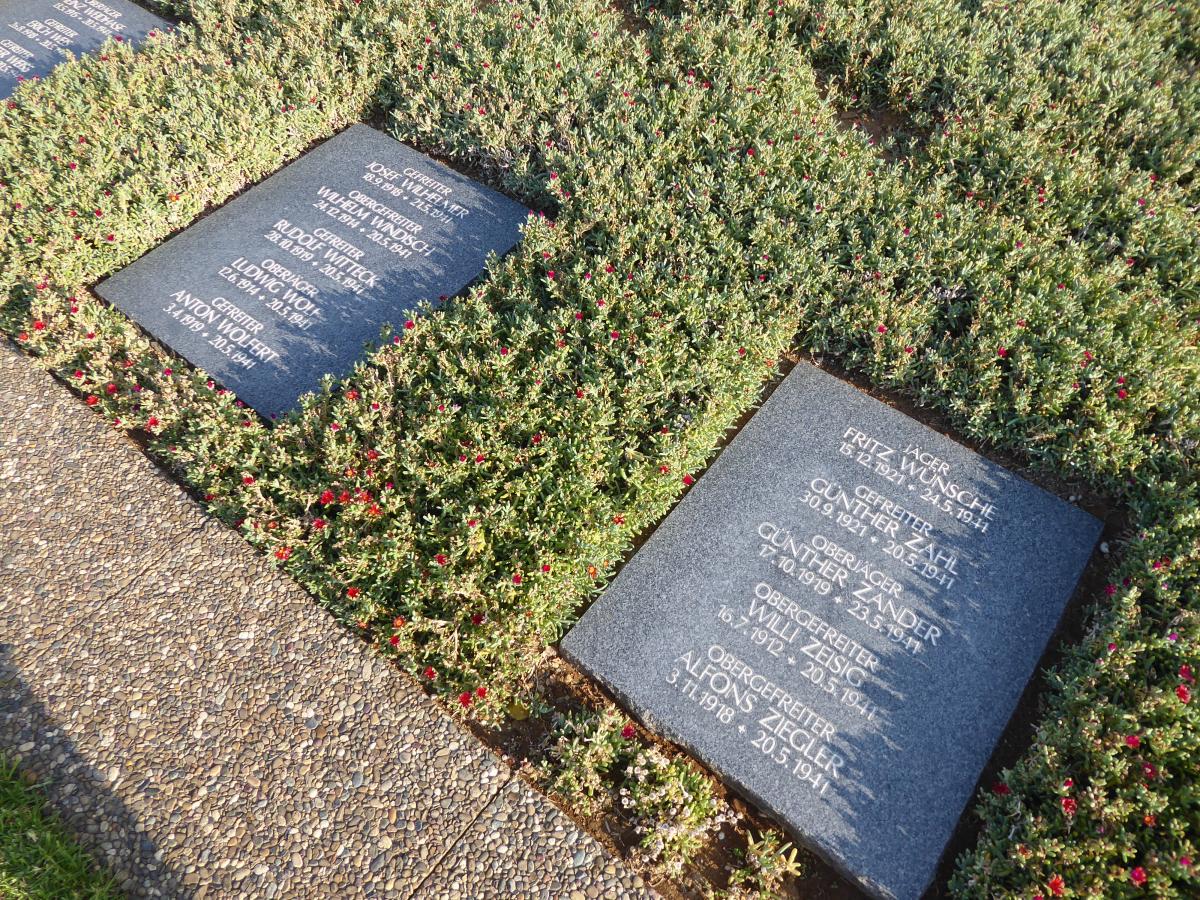 GEFREITER
JOSEF WILHELMER
18.9.1918 + 21.5.1941
OBERGEFREITER
WILHELM WINDISCH
24.12.1914 + 20.5.1941
GEFREITER
RUDOLF WITTECK
28.10.1919 + 20.5.1941
OBERJÄGER
LUDWIG WOLF
12.6.1914 + 20.5.1941
GEFREITER
ANTON WOLFERT
3.4.1919 + 20.5.1941
JÄGER
FRITZ WÜNSCHE
15.12.1921 + 24.5.1941
GEFREITER
GÜNTHER ZAHL
30.9.1921 + 20.5.1941
OBERJÄGER
GÜNTHER ZANDER
17.10.1919 + 23.5.1941
OBERGEFREITER
WILLI ZEISIG
16.7.1912 + 20.5.1941
OBERGEFREITER
ALFONS ZIEGLER
3.11.1918 + 20.5.1941